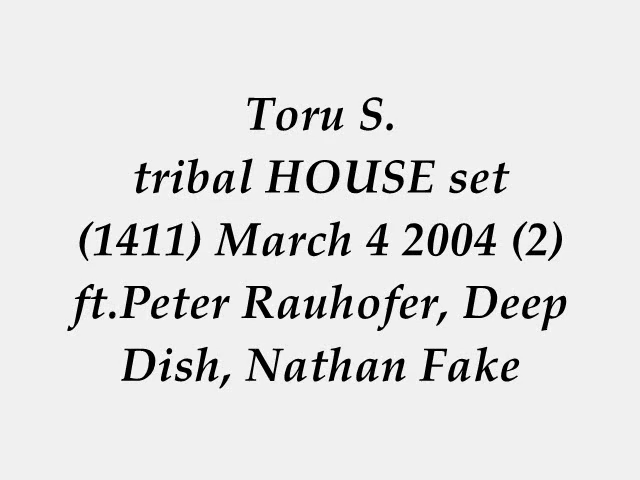 Toru S.
tribal HOUSE set
(1411) March 4 2004 (2)
ft.Peter Rauhofer, Deep
Dish, Nathan Fake